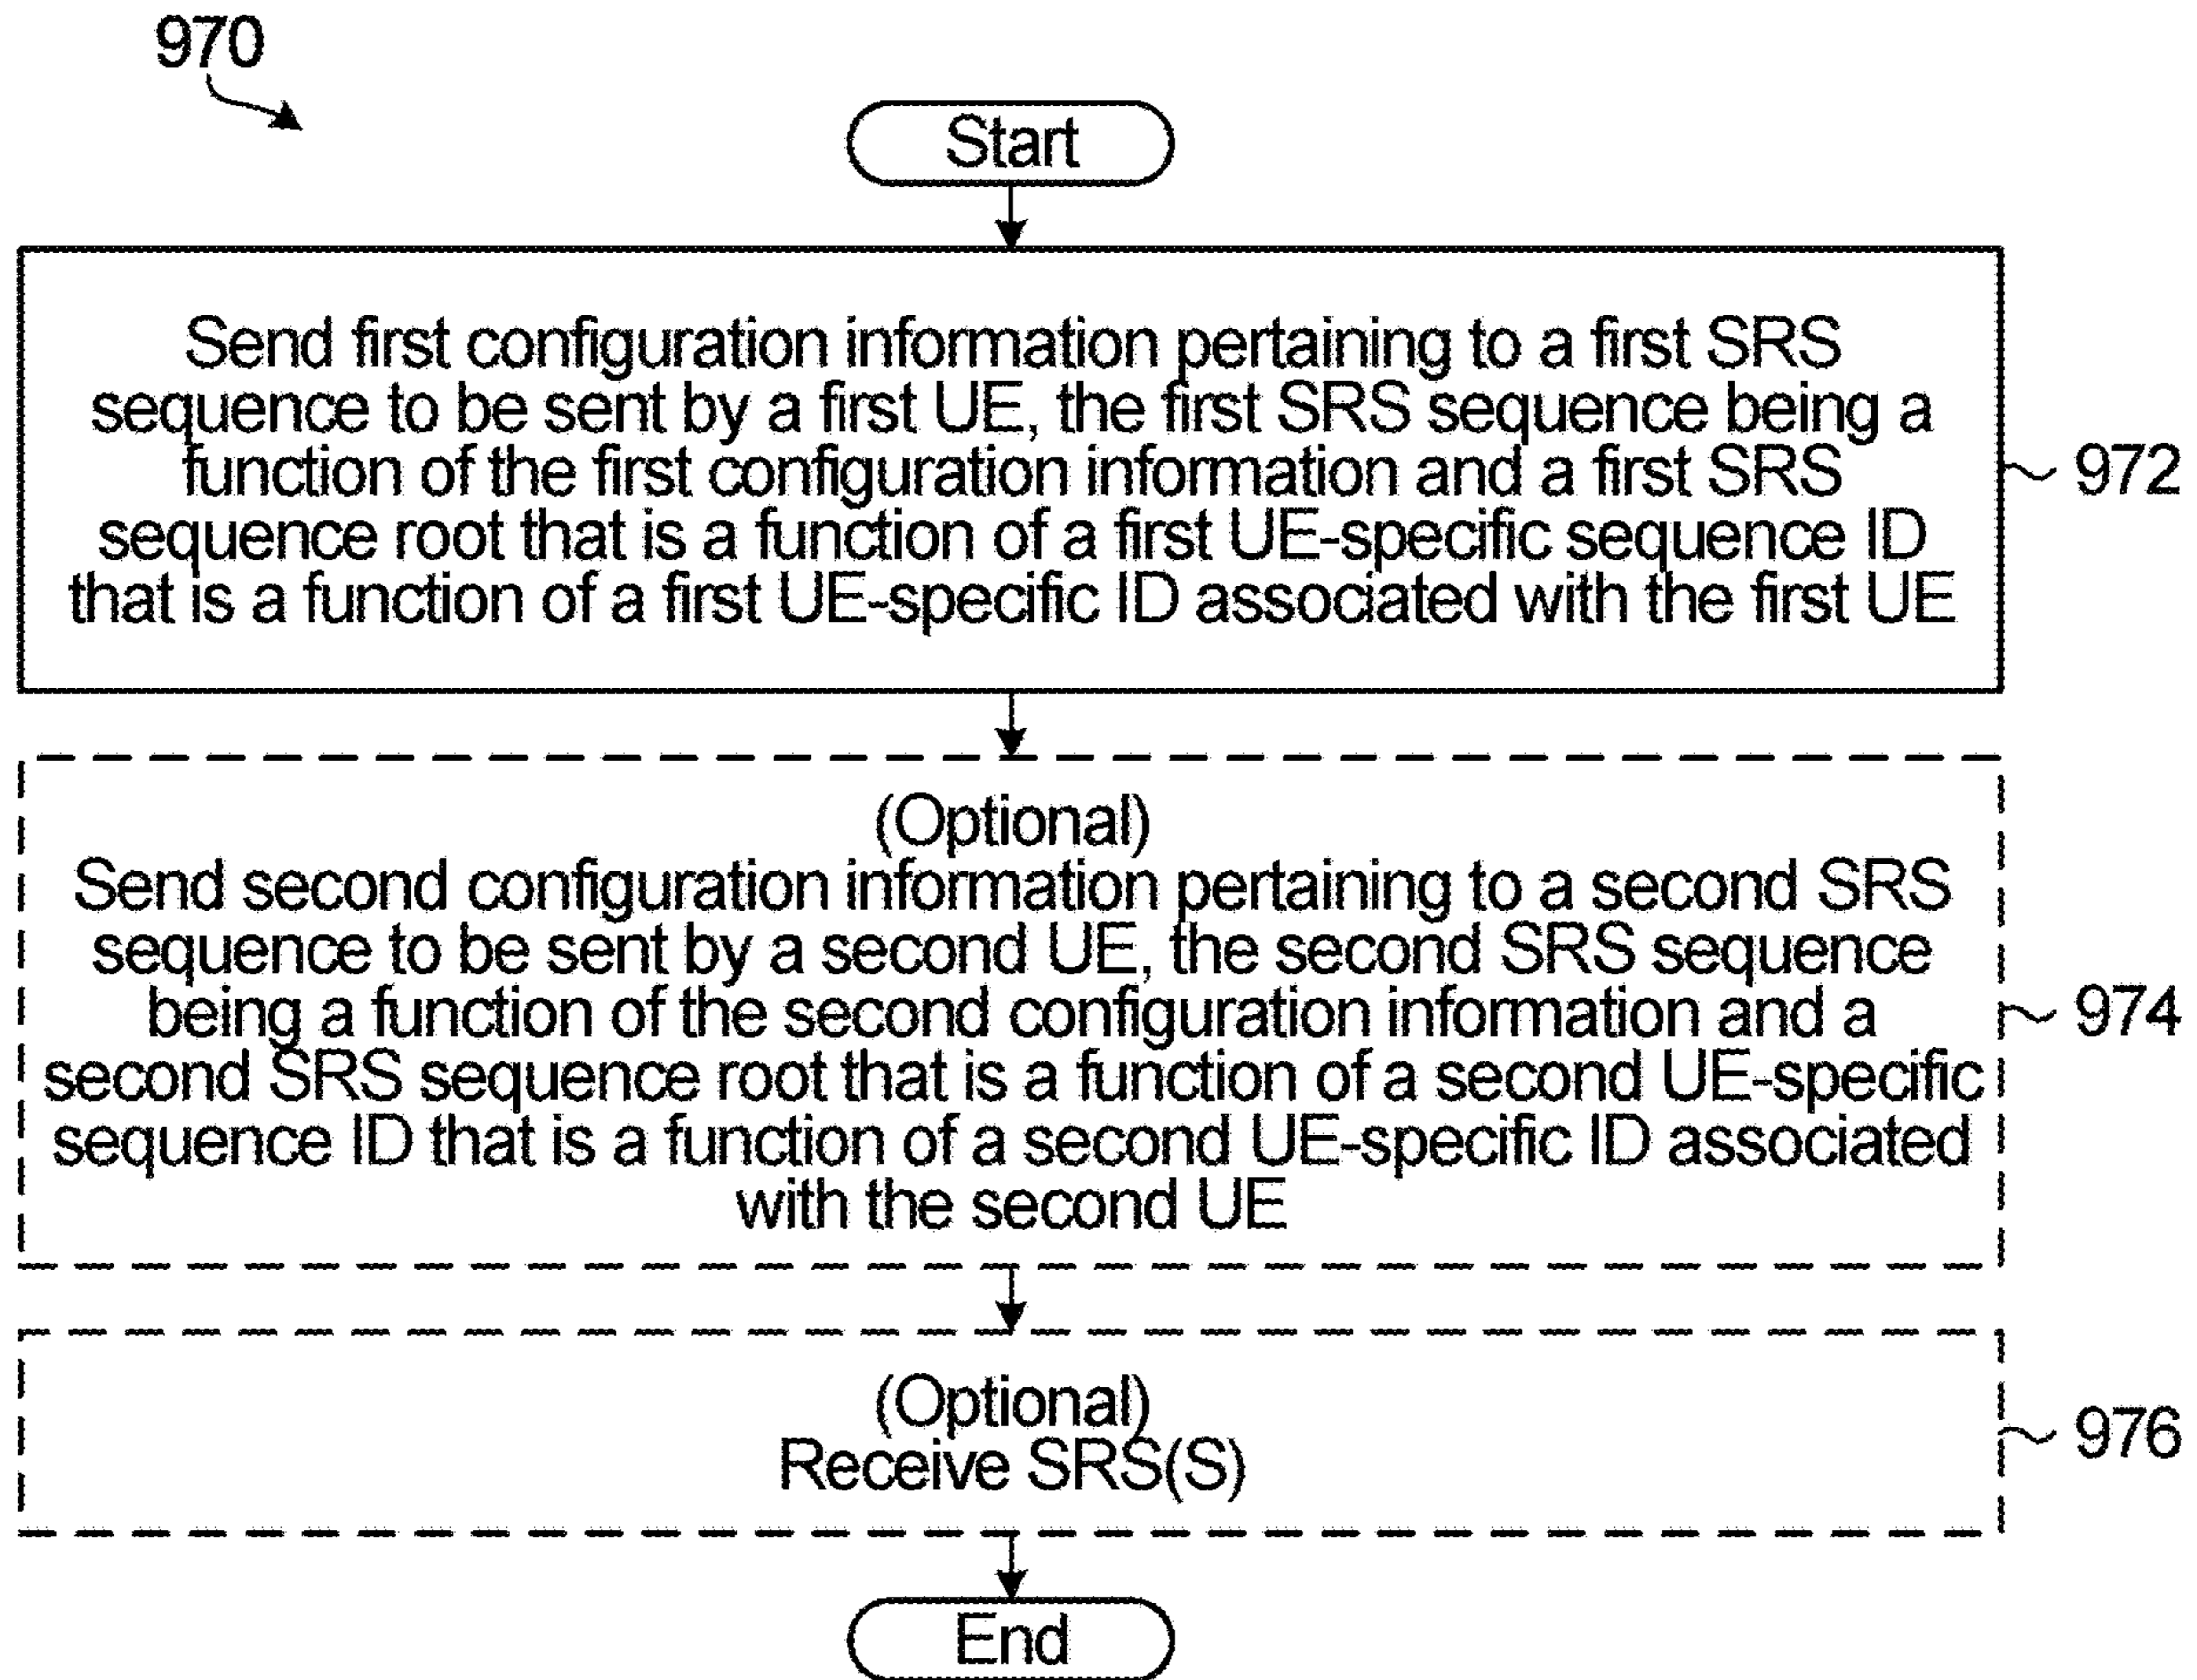 970
Start
Send first configuration information pertaining to a first SRS
sequence to be sent by a first UE, the first SRS sequence being a
function of the first configuration information and a first SRS
sequence root that is a function of a first UE-specific sequence ID
that is a function of a first UE-specific ID associated with the first UE
972
(Optional)
Send second configuration information pertaining to a second SRS
sequence to be sent by a second UE, the second SRS sequence
being a function of the second configuration information and a
second SRS sequence root that is a function of a second UE-specific
sequence ID that is a function of a second UE-specific ID associated
with the second UE
974
(Optional)
Receive SRS(S)
976
End